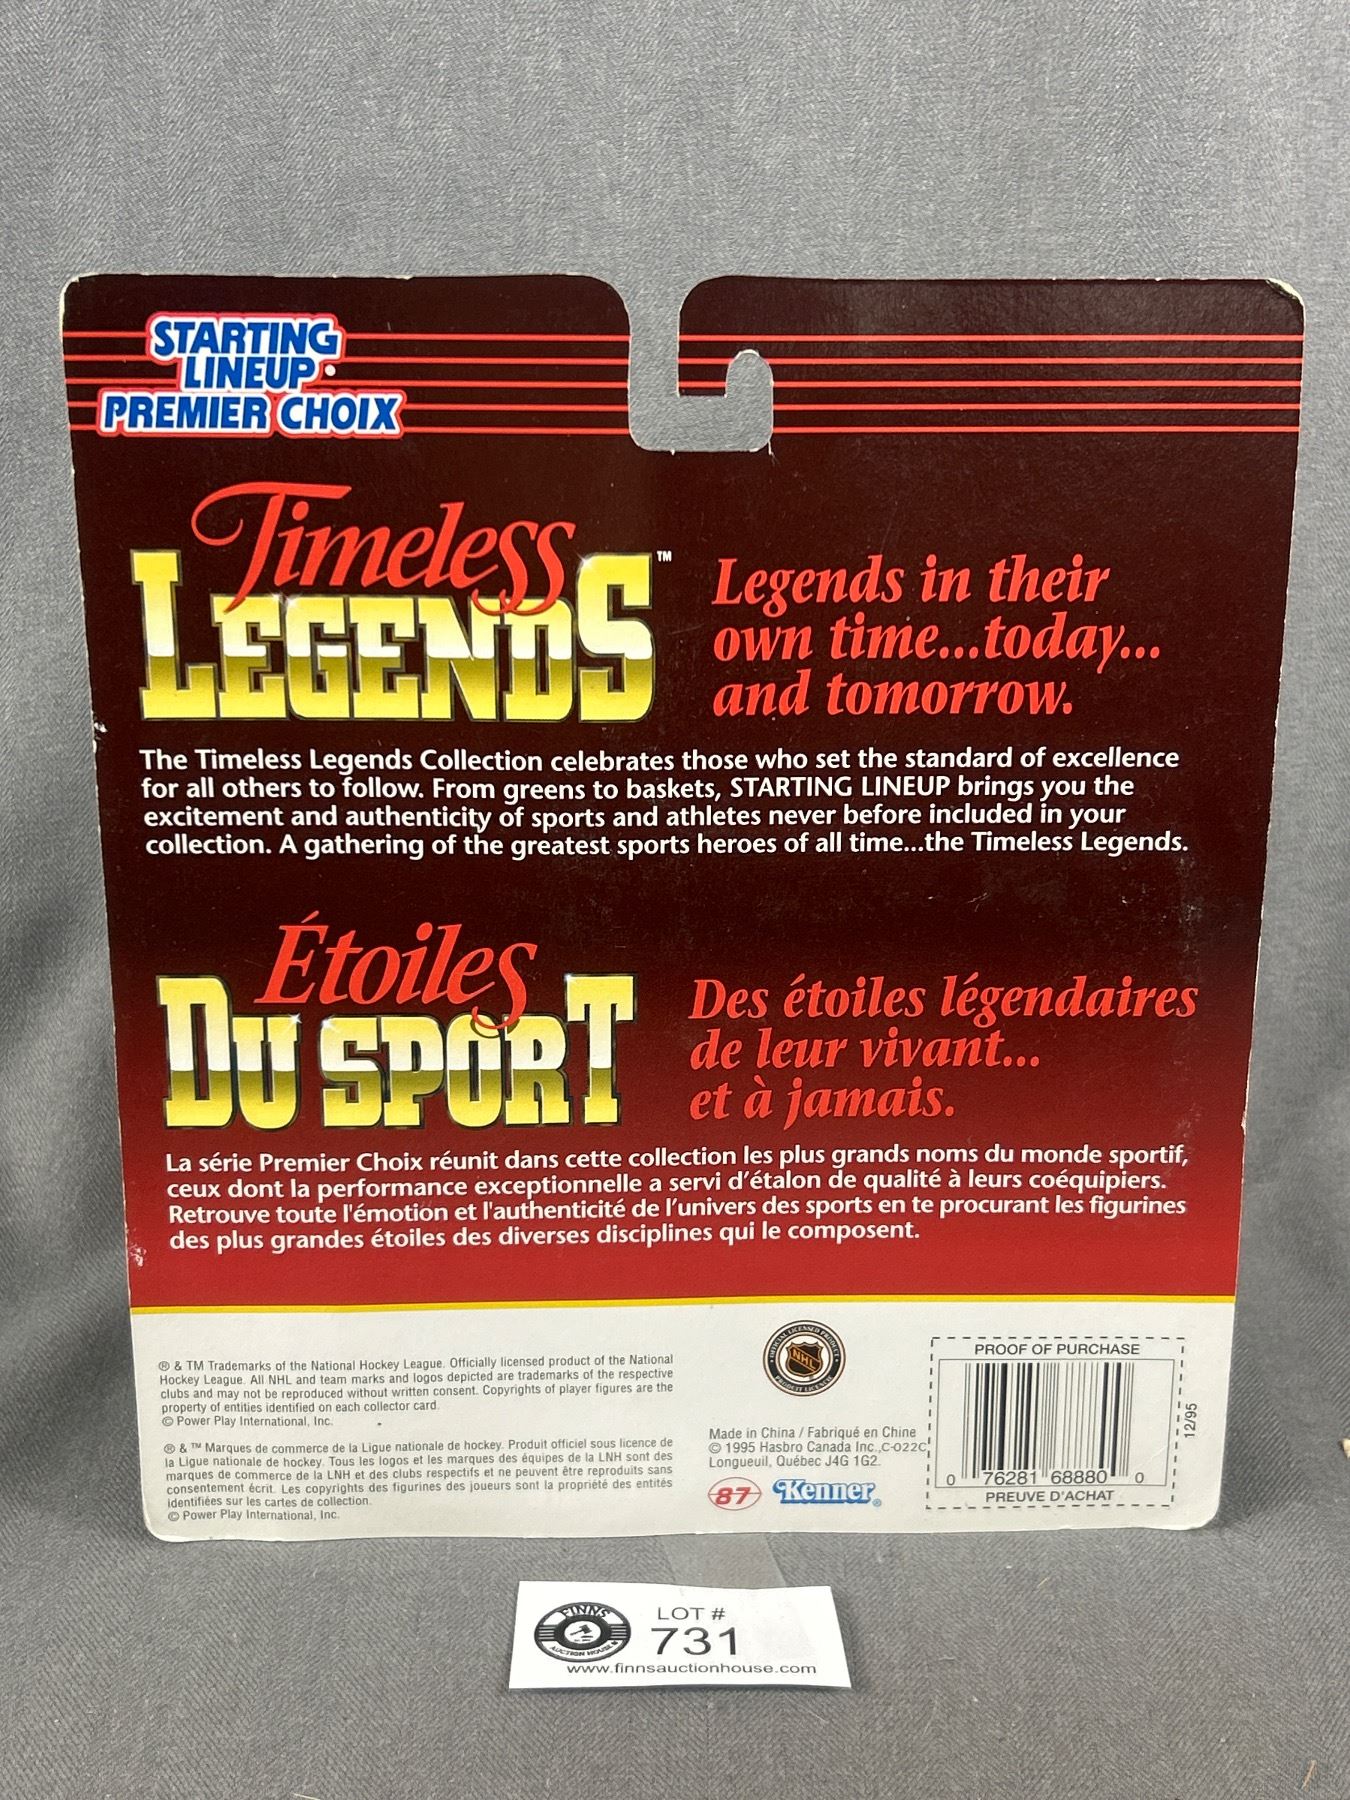 STARTING
LINEUP
PREMIER CHOIX
Timeless
LEGENDS™
Legends in their
own time...today...
and tomorrow.
The Timeless Legends Collection celebrates those who set the standard of excellence
for all others to follow. From greens to baskets, STARTING LINEUP brings you the
excitement and authenticity of sports and athletes never before included in your
collection. A gathering of the greatest sports heroes of all time...the Timeless Legends.
Étoiles
DU SPORT
Des étoiles légendaires
de leur vivant...
et à jamais.
La série Premier Choix réunit dans cette collection les plus grands noms du monde sportif,
ceux dont la performance exceptionnelle a servi d'étalon de qualité à leurs coéquipiers.
Retrouve toute l'émotion et l'authenticité de l'univers des sports en te procurant les figurines
des plus grandes étoiles des diverses disciplines qui le composent.
® & TM Trademarks of the National Hockey League. Officially licensed product of the National
Hockey League. All NHL and team marks and logos depicted are trademarks of the respective
clubs and may not be reproduced without written consent. Copyrights of player figures are the
property of entities identified on each collector card.
© Power Play International, Inc.
® & ™ Marques de commerce de la Ligue nationale de hockey. Produit officiel sous licence de
la Ligue nationale de hockey. Tous les logos et les marques des équipes de la LNH sont des
marques de commerce de la LNH et des clubs respectifs et ne peuvent être reproduits sans
consentement écrit. Les copyrights des figurines des joueurs sont la propriété des entités
identifiées sur les cartes de collection.
© Power Play International, Inc.
OFFICIAL LICENSED PRODUCT
NHL
PRODUIT LICENCIÉ
Made in China / Fabriqué en Chine
© 1995 Hasbro Canada Inc.,C-022C
Longueuil, Québec J4G 1G2.
87
Kenner®
PROOF OF PURCHASE
0 76281 68880 0
PREUVE D'ACHAT
12/95
FINNS
AUCTION HOUSE
LOT #
731
www.finnsauctionhouse.com